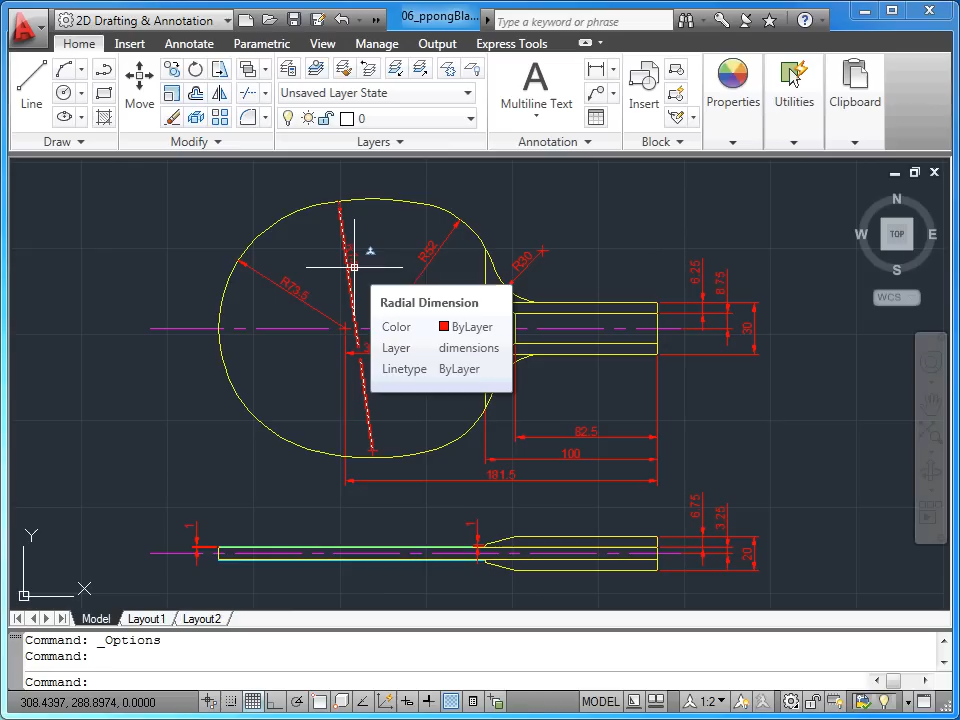 2D Drafting & Annotation
06_ppongBla...
Type a keyword or phrase
Home Insert Annotate Parametric View Manage Output Express Tools
Line
Move
Unsaved Layer State
0
Multiline Text
Insert
Properties
Utilities
Clipboard
Draw Modify Layers Annotation Block
N
W TOP E
S
WCS
R73.5
R52
R30
6.25
8.75
30
Radial Dimension
Color ByLayer
Layer dimensions
Linetype ByLayer
83.5
100
181.5
1
1
6.75
3.25
20
Y
X
Model Layout1 Layout2
Command: _Options
Command:
Command:
308.4397, 288.8974, 0.0000
MODEL
1:2